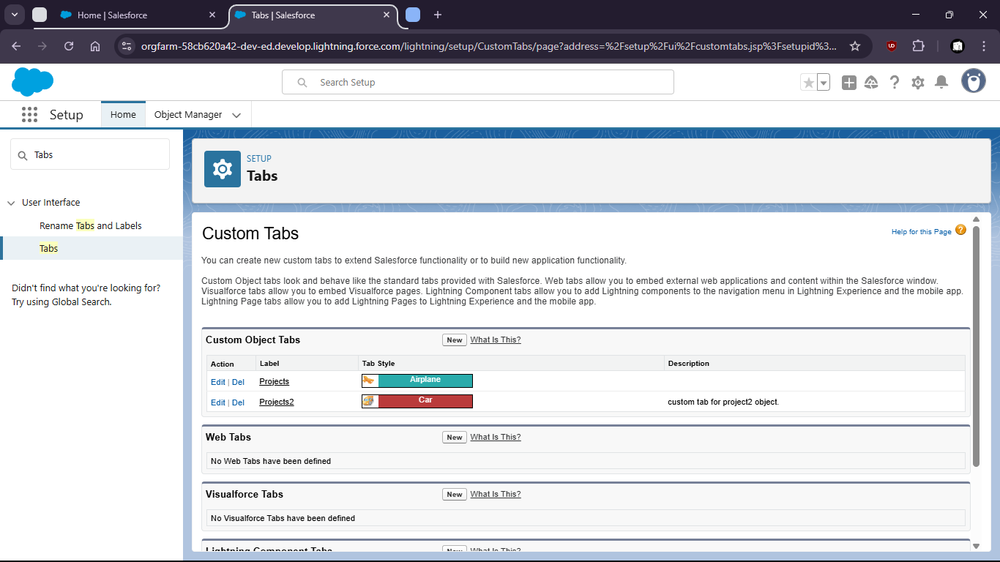 Home | Salesforce
Tabs | Salesforce
orgfarm-58cb620a42-dev-ed.develop.lightning.force.com/lightning/setup/CustomTabs/page?address=%2Fsetup%2Fui%2Fcustomtabs.jsp%3Fsetupid%3...
Search Setup
Setup
Home
Object Manager
Tabs
User Interface
Rename Tabs and Labels
Tabs
Didn't find what you're looking for?
Try using Global Search.
SETUP
Tabs
Custom Tabs
Help for this Page ?
You can create new custom tabs to extend Salesforce functionality or to build new application functionality.
Custom Object tabs look and behave like the standard tabs provided with Salesforce. Web tabs allow you to embed external web applications and content within the Salesforce window.
Visualforce tabs allow you to embed Visualforce pages. Lightning Component tabs allow you to add Lightning components to the navigation menu in Lightning Experience and the mobile app.
Lightning Page tabs allow you to add Lightning Pages to Lightning Experience and the mobile app.
Custom Object Tabs New What Is This?
Action Label Tab Style Description
Edit | Del Projects Airplane
Edit | Del Projects2 Car custom tab for project2 object.
Web Tabs New What Is This?
No Web Tabs have been defined
Visualforce Tabs New What Is This?
No Visualforce Tabs have been defined
Lightning Component Tabs New What Is This?